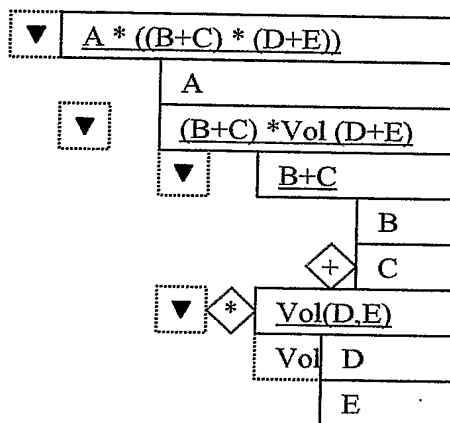 ▼ A * ((B+C) * (D+E))
A
▼ (B+C) *Vol (D+E)
▼ B+C
B
+ C
▼ * Vol(D,E)
Vol D
E